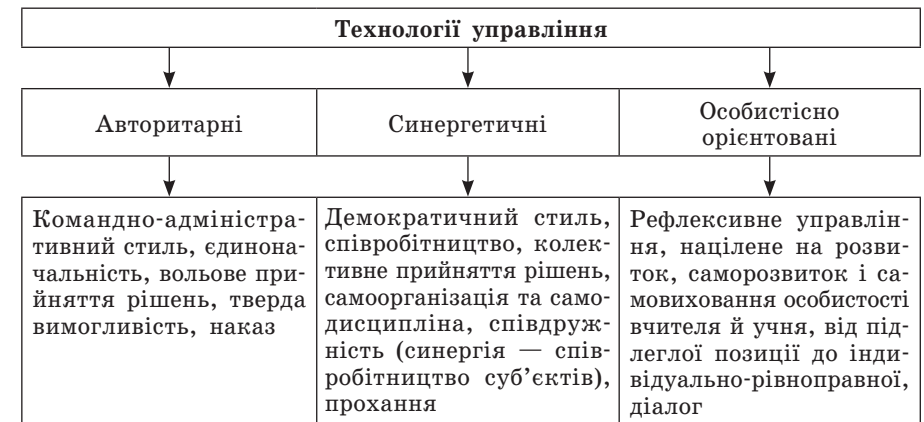 Технології управління
Авторитарні
Синергетичні
Особистісно
орієнтовані
Командно-адміністра-
тивний стиль, єдинона-
чальність, вольове при-
йняття рішень, тверда
вимогливість, наказ
Демократичний стиль,
співробітництво, колек-
тивне прийняття рішень,
самоорганізація та само-
дисципліна, співдруж-
ність (синергія — спів-
робітництво суб’єктів),
прохання
Рефлексивне управлін-
ня, націлене на розви-
ток, саморозвиток і са-
мовиховання особистості
вчителя й учня, від під-
леглої позиції до інди-
відуально-рівноправної,
діалог